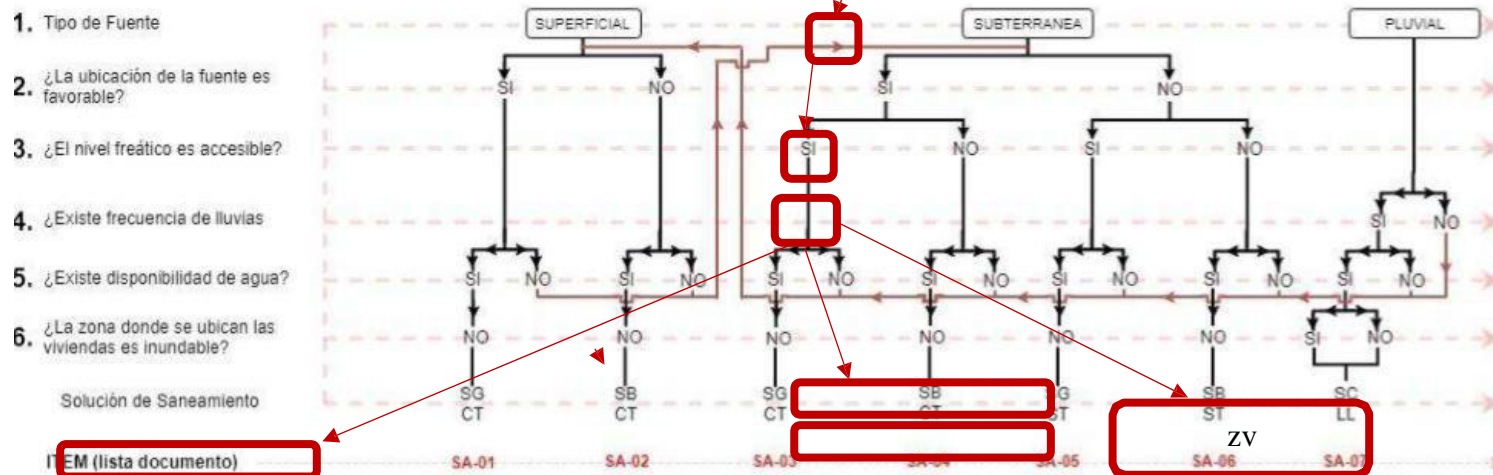 1. Tipo de Fuente
SUPERFICIAL SUBTERRANEA PLUVIAL
2. ¿La ubicación de la fuente es
favorable?
SI NO SI NO
3. ¿El nivel freático es accesible?
SI NO SI NO
4. ¿Existe frecuencia de lluvias
SI NO
5. ¿Existe disponibilidad de agua?
SI NO SI NO SI NO SI NO SI NO SI NO SI NO
6. ¿La zona donde se ubican las
viviendas es inundable?
NO NO NO NO NO NO SI NO
Solución de Saneamiento
SG SB SG SB SG SB SC
CT CT CT CT ST ST LL
ZV
ITEM (lista documento) SA-01 SA-02 SA-03 SA-04 SA-05 SA-06 SA-07